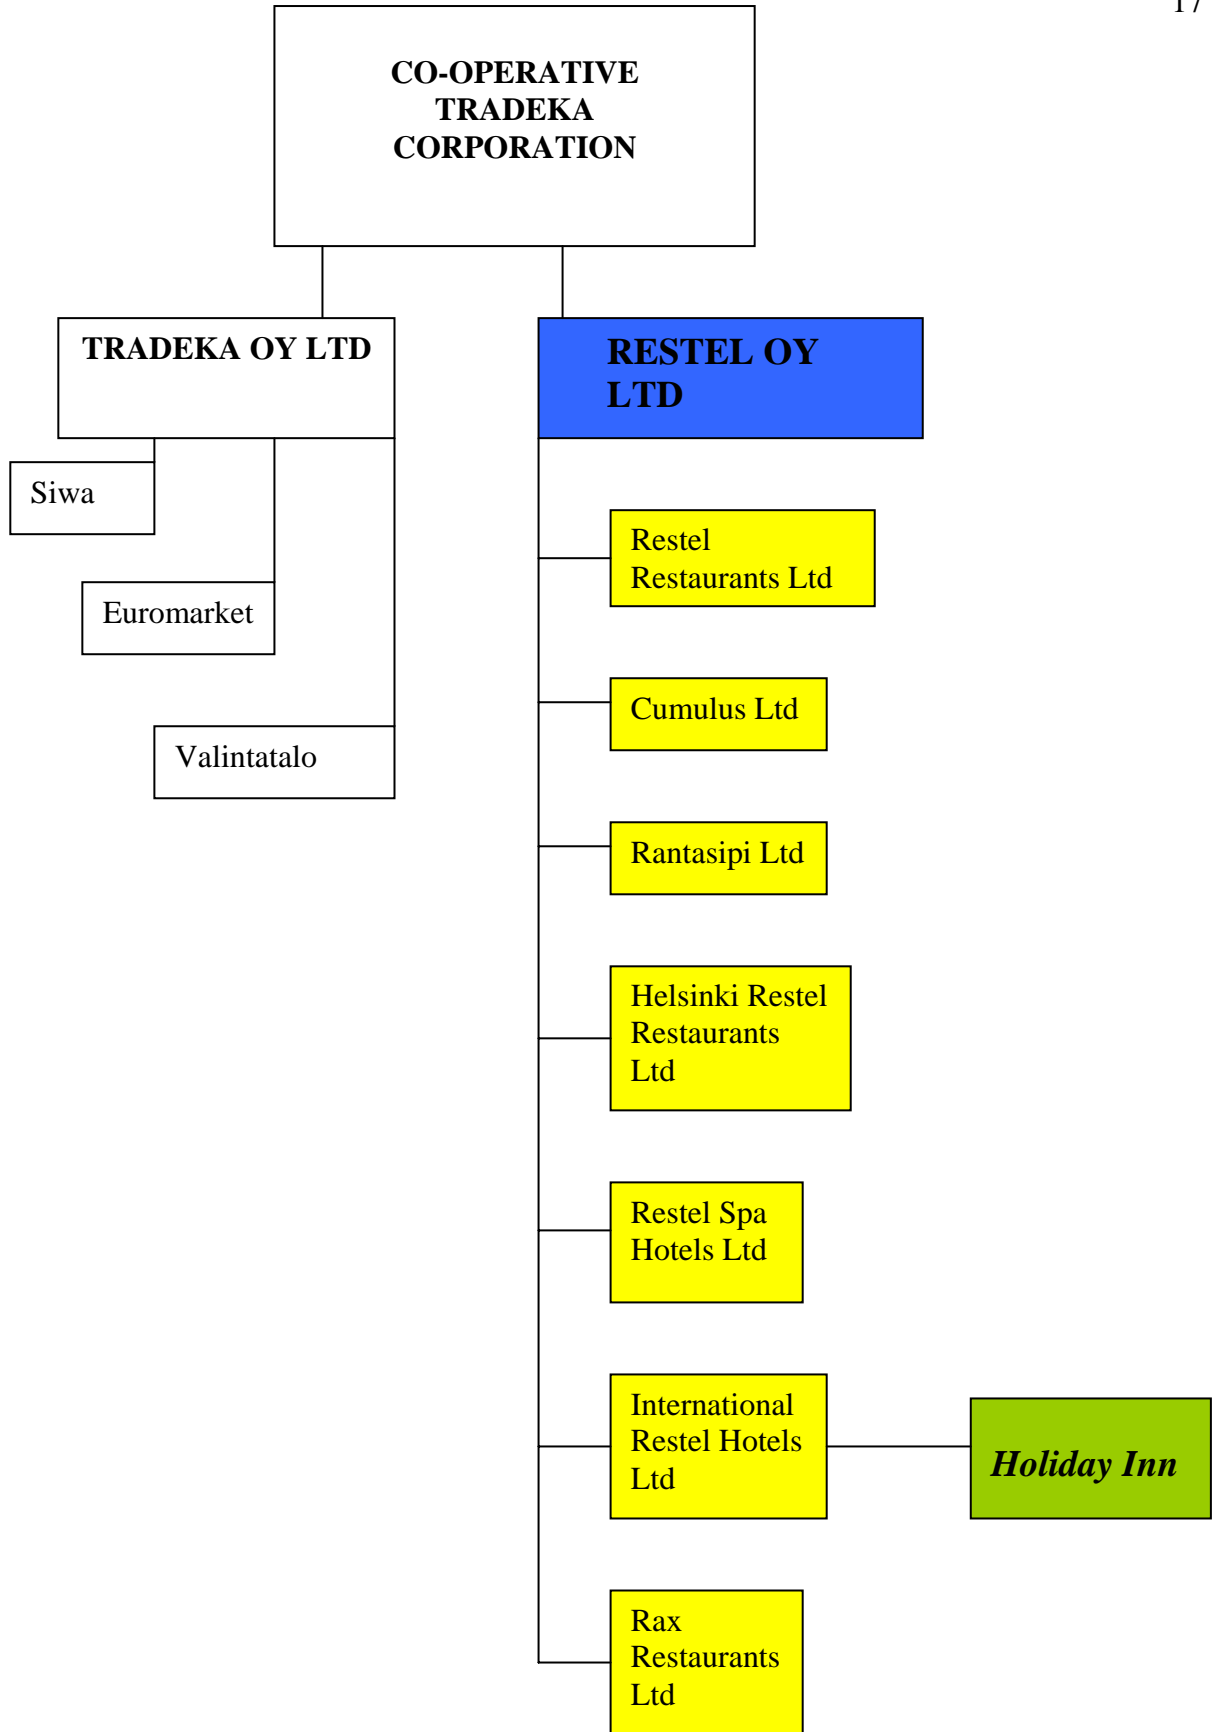 17
CO-OPERATIVE
TRADEKA
CORPORATION
TRADEKA OY LTD
RESTEL OY
LTD
Siwa
Euromarket
Valintatalo
Restel
Restaurants Ltd
Cumulus Ltd
Rantasipi Ltd
Helsinki Restel
Restaurants
Ltd
Restel Spa
Hotels Ltd
International
Restel Hotels
Ltd
Holiday Inn
Rax
Restaurants
Ltd